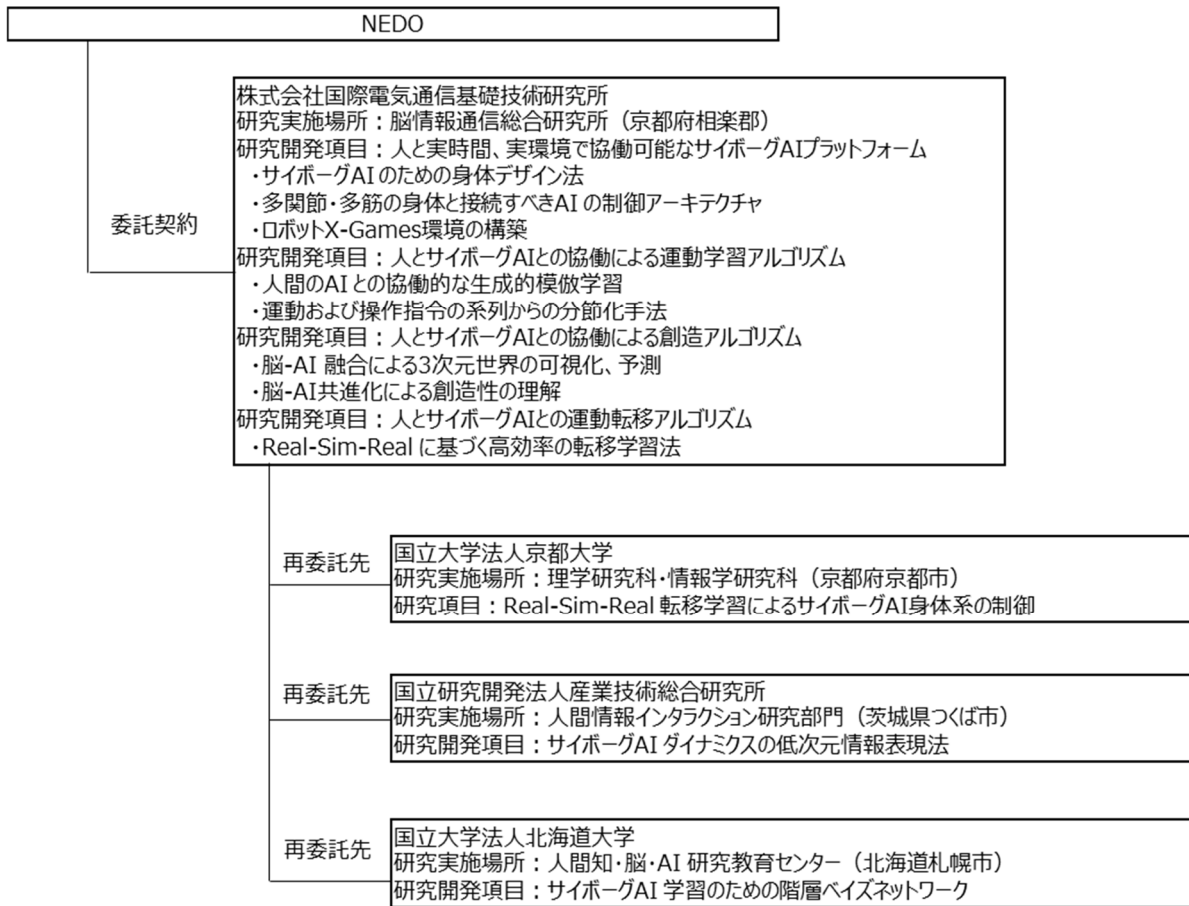 NEDO
委託契約
株式会社国際電気通信基礎技術研究所
研究実施場所：脳情報通信総合研究所（京都府相楽郡）
研究開発項目：人と実時間、実環境で協働可能なサイボーグAIプラットフォーム
・サイボーグAIのための身体デザイン法
・多関節・多筋の身体と接続すべきAI の制御アーキテクチャ
・ロボットX-Games環境の構築
研究開発項目：人とサイボーグAIとの協働による運動学習アルゴリズム
・人間のAIとの協働的な生成的模倣学習
・運動および操作指令の系列からの分節化手法
研究開発項目：人とサイボーグAIとの協働による創造アルゴリズム
・脳-AI 融合による3次元世界の可視化、予測
・脳-AI共進化による創造性の理解
研究開発項目：人とサイボーグAIとの運動転移アルゴリズム
・Real-Sim-Real に基づく高効率の転移学習法
再委託先
国立大学法人京都大学
研究実施場所：理学研究科・情報学研究科（京都府京都市）
研究項目：Real-Sim-Real 転移学習によるサイボーグAI身体系の制御
再委託先
国立研究開発法人産業技術総合研究所
研究実施場所：人間情報インタラクション研究部門（茨城県つくば市）
研究開発項目：サイボーグAI ダイナミクスの低次元情報表現法
再委託先
国立大学法人北海道大学
研究実施場所：人間知・脳・AI 研究教育センター（北海道札幌市）
研究開発項目：サイボーグAI 学習のための階層ベイズネットワーク